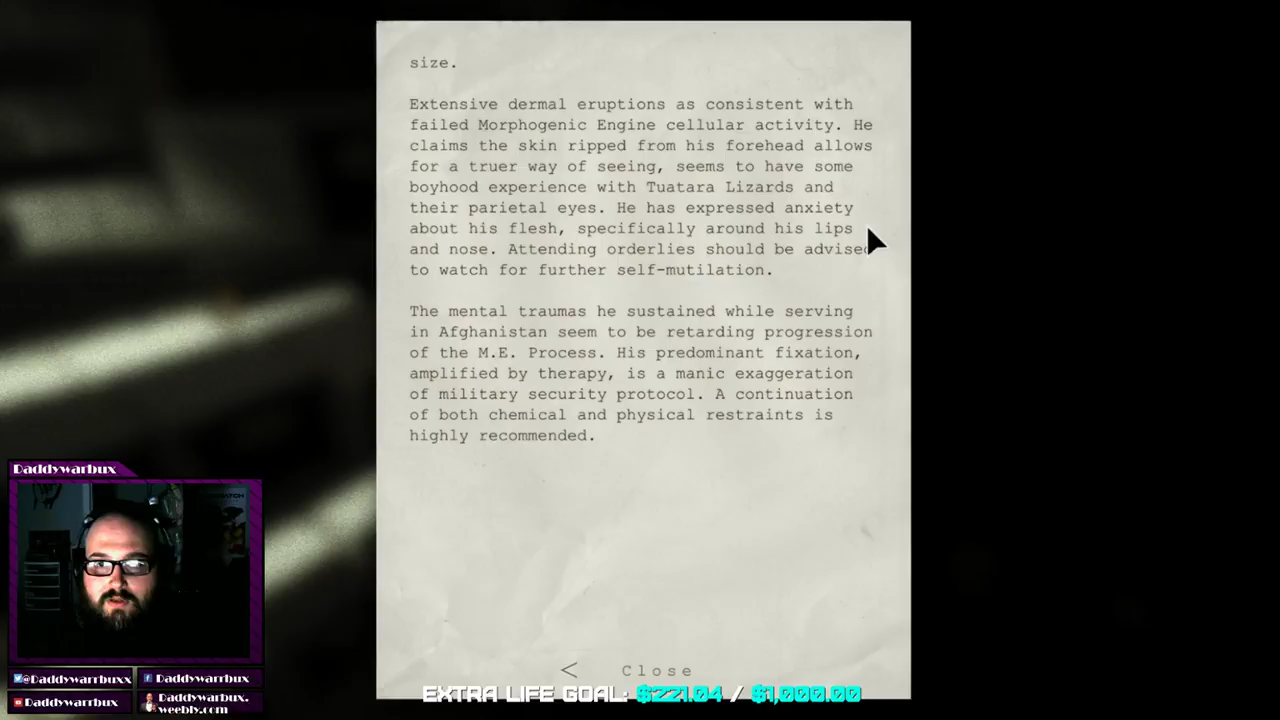 size.
Extensive dermal eruptions as consistent with
failed Morphogenic Engine cellular activity. He
claims the skin ripped from his forehead allows
for a truer way of seeing, seems to have some
boyhood experience with Tuatara Lizards and
their parietal eyes. He has expressed anxiety
about his flesh, specifically around his lips
and nose. Attending orderlies should be advised
to watch for further self-mutilation.
The mental traumas he sustained while serving
in Afghanistan seem to be retarding progression
of the M.E. Process. His predominant fixation,
amplified by therapy, is a manic exaggeration
of military security protocol. A continuation
of both chemical and physical restraints is
highly recommended.
< Close
EXTRA LIFE GOAL: $221.04 / $1,000.00
Daddywarbux
@Daddywarrbuxx
Daddywarrbux
Daddywarrbux
Daddywarbux.
weebly.com